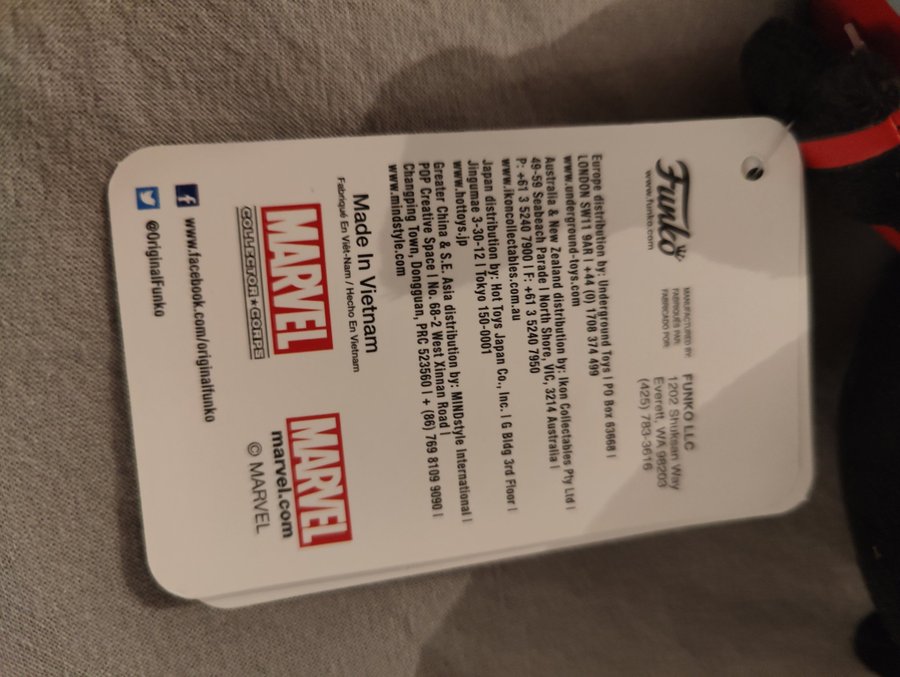 Funko
www.funko.com
MANUFACTURED BY
FABRIQUÉS PAR:
FABRICADO POR:
FUNKO LLC
1202 Shuksan Way
Everett, WA 98203
(425) 783-3616
Europe distribution by: Underground Toys | PO Box 63668 |
LONDON SW11 9AR | +44 (0) 1708 374 499
www.underground-toys.com
Australia & New Zealand distribution by: Ikon Collectables Pty Ltd |
49-59 Seabeach Parade | North Shore, VIC, 3214 Australia |
P: +61 3 5240 7900 | F: +61 3 5240 7950
www.ikoncollectables.com.au
Japan distribution by: Hot Toys Japan Co., Inc. | G Bldg 3rd Floor |
Jingumae 3-30-12 | Tokyo 150-0001
www.hottoys.jp
Greater China & S.E. Asia distribution by: MINDstyle International |
POP Creative Space | No. 68-2 West Xinnan Road |
Changping Town, Dongguan, PRC 523560 | + (86) 769 8109 9090 |
www.mindstyle.com
Made In Vietnam
Fabriqué En Viêt-Nam / Hecho En Vietnam
MARVEL
COLLECTOR★CORPS
MARVEL
marvel.com
© MARVEL
www.facebook.com/originalfunko
@OriginalFunko